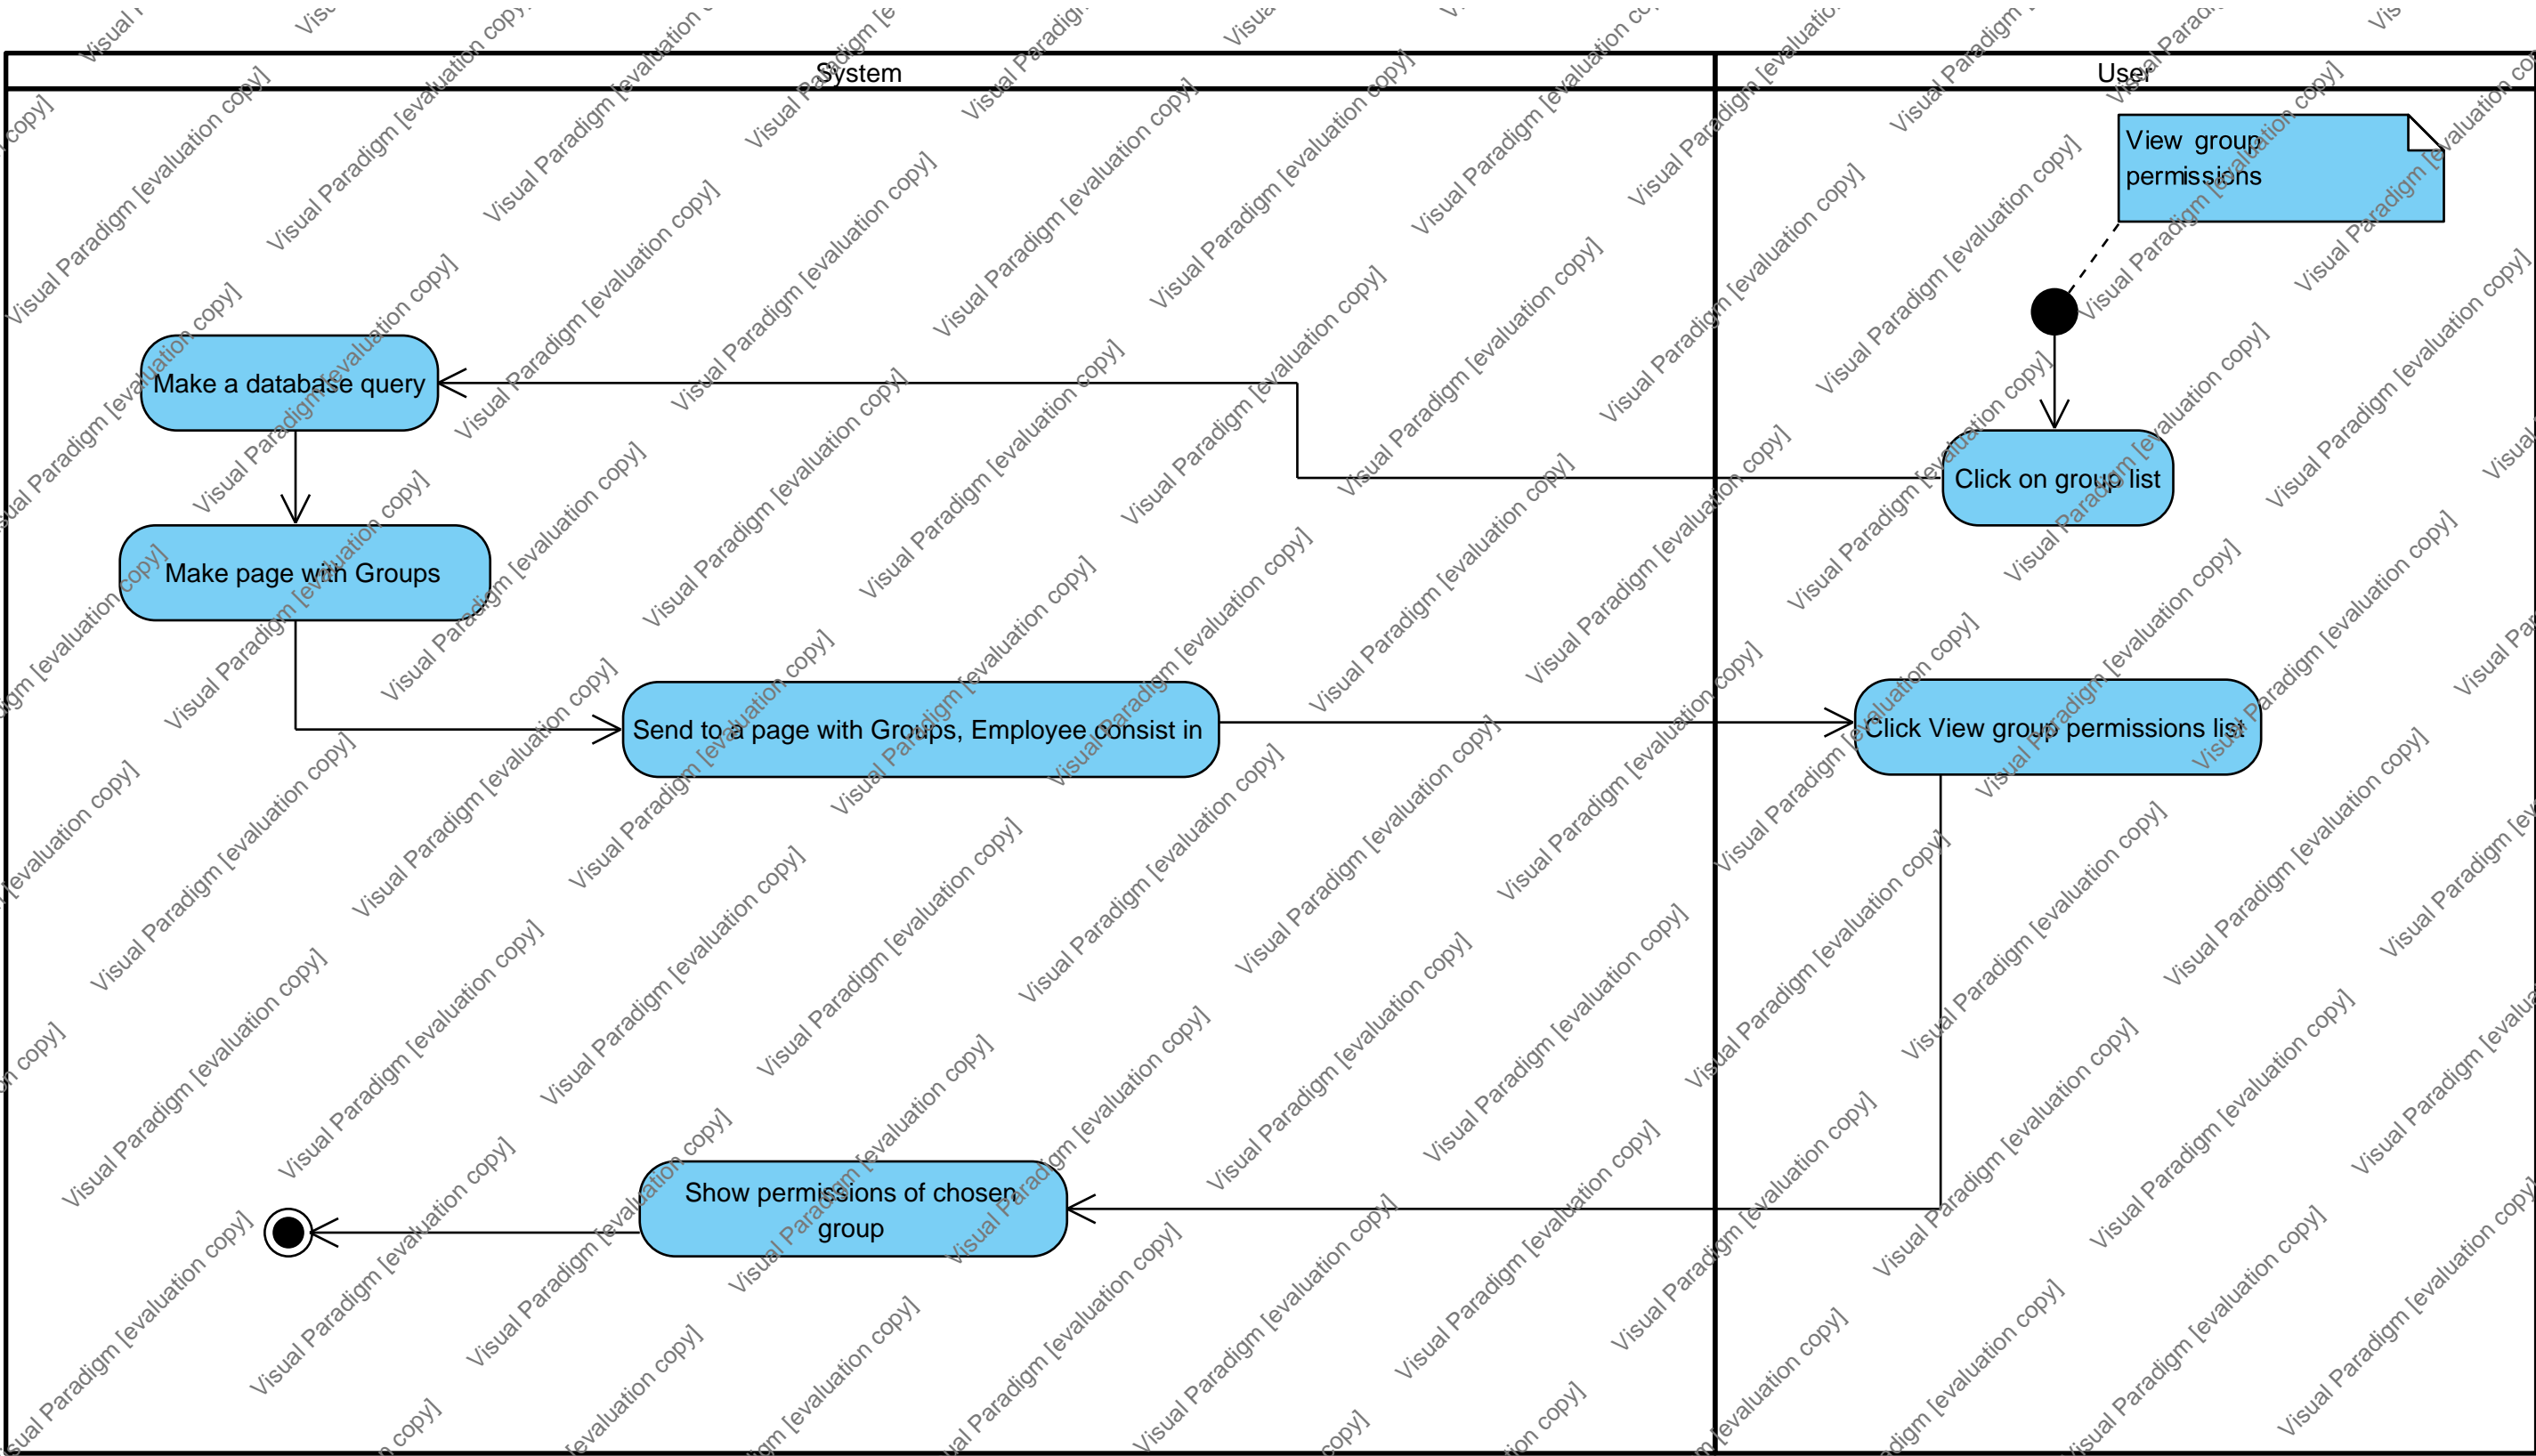 System
User
View group
permissions
Make a database query
Click on group list
Make page with Groups
Send to a page with Groups, Employee consist in
Click View group permissions list
Show permissions of chosen
group
Visual Paradigm [evaluation copy]